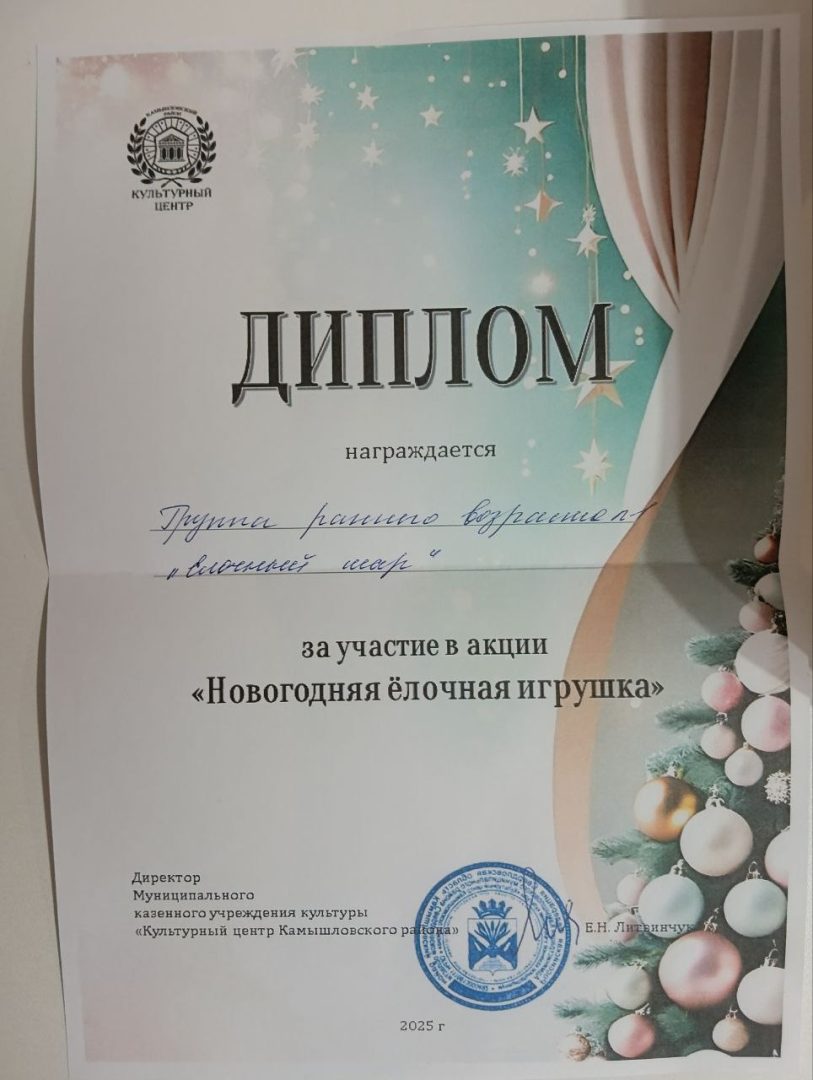 КАМЫШЛОВСКИЙ
РАЙОН
КУЛЬТУРНЫЙ
ЦЕНТР
ДИПЛОМ
награждается
Группа раннего возраста
„Елочный шар“
за участие в акции
«Новогодняя ёлочная игрушка»
Директор
Муниципального
казенного учреждения культуры
«Культурный центр Камышловского района»
Е.Н. Литвинчук
2025 г